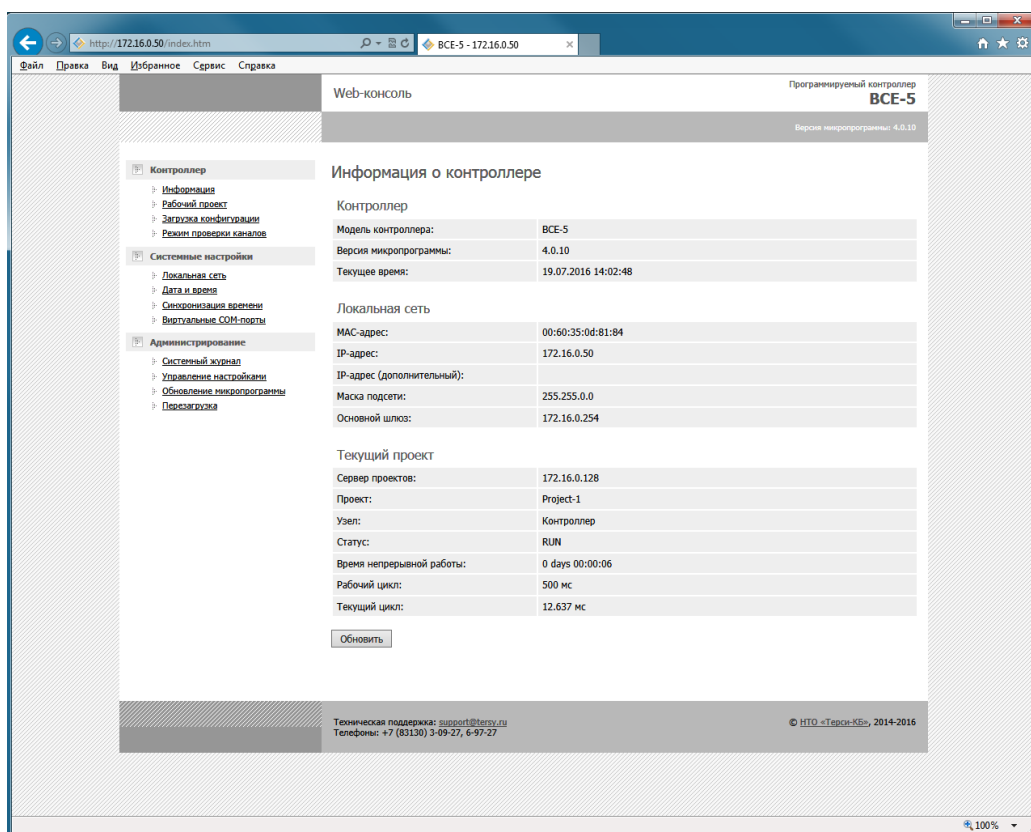 http://172.16.0.50/index.htm
BCE-5 - 172.16.0.50
Файл Правка Вид Избранное Сервис Справка
Web-консоль
Программируемый контроллер
BCE-5
Версия микропрограммы: 4.0.10
Контроллер
Информация
Рабочий проект
Загрузка конфигурации
Режим проверки каналов
Системные настройки
Локальная сеть
Дата и время
Синхронизация времени
Виртуальные COM-порты
Администрирование
Системный журнал
Управление настройками
Обновление микропрограммы
Перезагрузка
Информация о контроллере
Контроллер
Модель контроллера: BCE-5
Версия микропрограммы: 4.0.10
Текущее время: 19.07.2016 14:02:48
Локальная сеть
MAC-адрес: 00:60:35:0d:81:84
IP-адрес: 172.16.0.50
IP-адрес (дополнительный):
Маска подсети: 255.255.0.0
Основной шлюз: 172.16.0.254
Текущий проект
Сервер проектов: 172.16.0.128
Проект: Project-1
Узел: Контроллер
Статус: RUN
Время непрерывной работы: 0 days 00:00:06
Рабочий цикл: 500 мс
Текущий цикл: 12.637 мс
Обновить
Техническая поддержка: support@tersy.ru
Телефоны: +7 (83130) 3-09-27, 6-97-27
© НТО «Терси-КБ», 2014-2016
100%